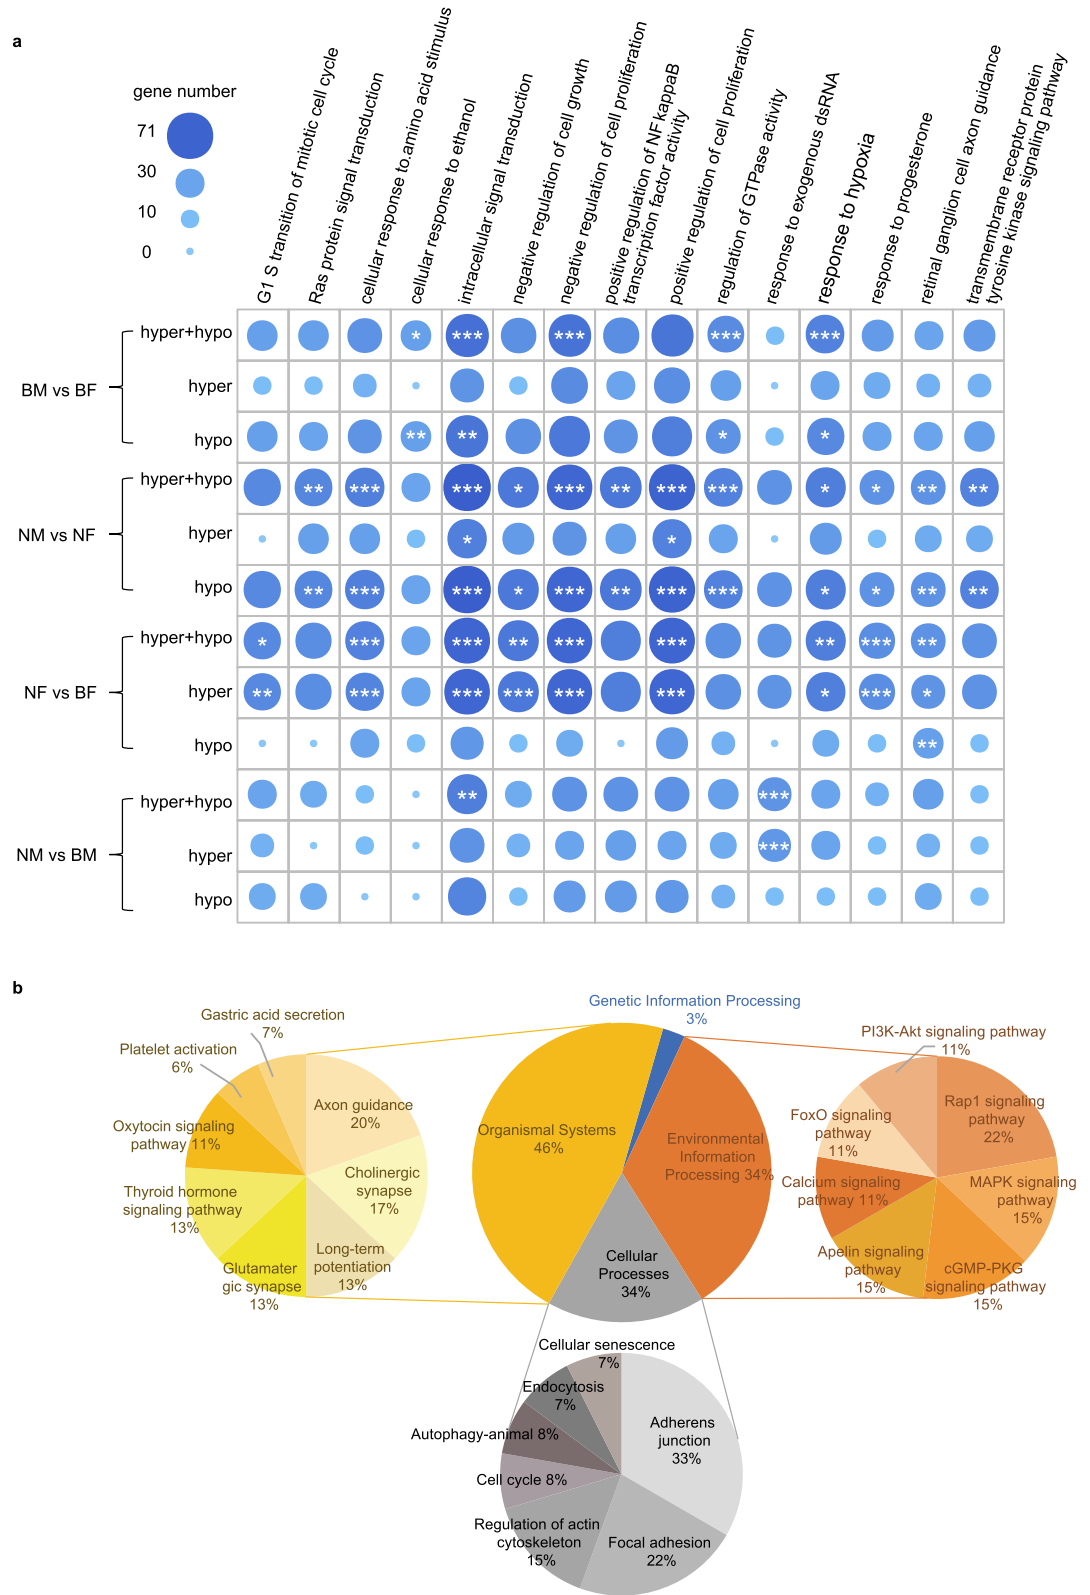 a
gene number
71
30
10
0
G1 S transition of mitotic cell cycle
Ras protein signal transduction
cellular response to.amino acid stimulus
cellular response to ethanol
intracellular signal transduction
negative regulation of cell growth
negative regulation of cell proliferation
positive regulation of NF kappaB
transcription factor activity
positive regulation of cell proliferation
regulation of GTPase activity
response to exogenous dsRNA
response to hypoxia
response to progesterone
retinal ganglion cell axon guidance
transmembrane receptor protein
tyrosine kinase signaling pathway
BM vs BF
hyper+hypo * *** *** *** ***
hyper
hypo ** ** * *
NM vs NF
hyper+hypo ** *** *** * *** ** *** *** * * ** **
hyper * *
hypo ** *** *** * *** ** *** *** * * ** **
NF vs BF
hyper+hypo * *** *** ** *** *** ** *** **
hyper ** *** *** *** *** *** * *** *
hypo **
NM vs BM
hyper+hypo ** ***
hyper ***
hypo
b
Gastric acid secretion
7%
Platelet activation
6%
Oxytocin signaling
pathway 11%
Thyroid hormone
signaling pathway
13%
Glutamater
gic synapse
13%
Long-term
potentiation
13%
Cholinergic
synapse
17%
Axon guidance
20%
Genetic Information Processing
3%
Organismal Systems
46%
Environmental
Information
Processing 34%
Cellular
Processes
34%
PI3K-Akt signaling pathway
11%
Rap1 signaling
pathway
22%
FoxO signaling
pathway
11%
MAPK signaling
pathway
15%
Calcium signaling
pathway 11%
Apelin signaling
pathway
15%
cGMP-PKG
signaling pathway
15%
Cellular senescence
7%
Endocytosis
7%
Autophagy-animal 8%
Cell cycle 8%
Regulation of actin
cytoskeleton
15%
Focal adhesion
22%
Adherens
junction
33%